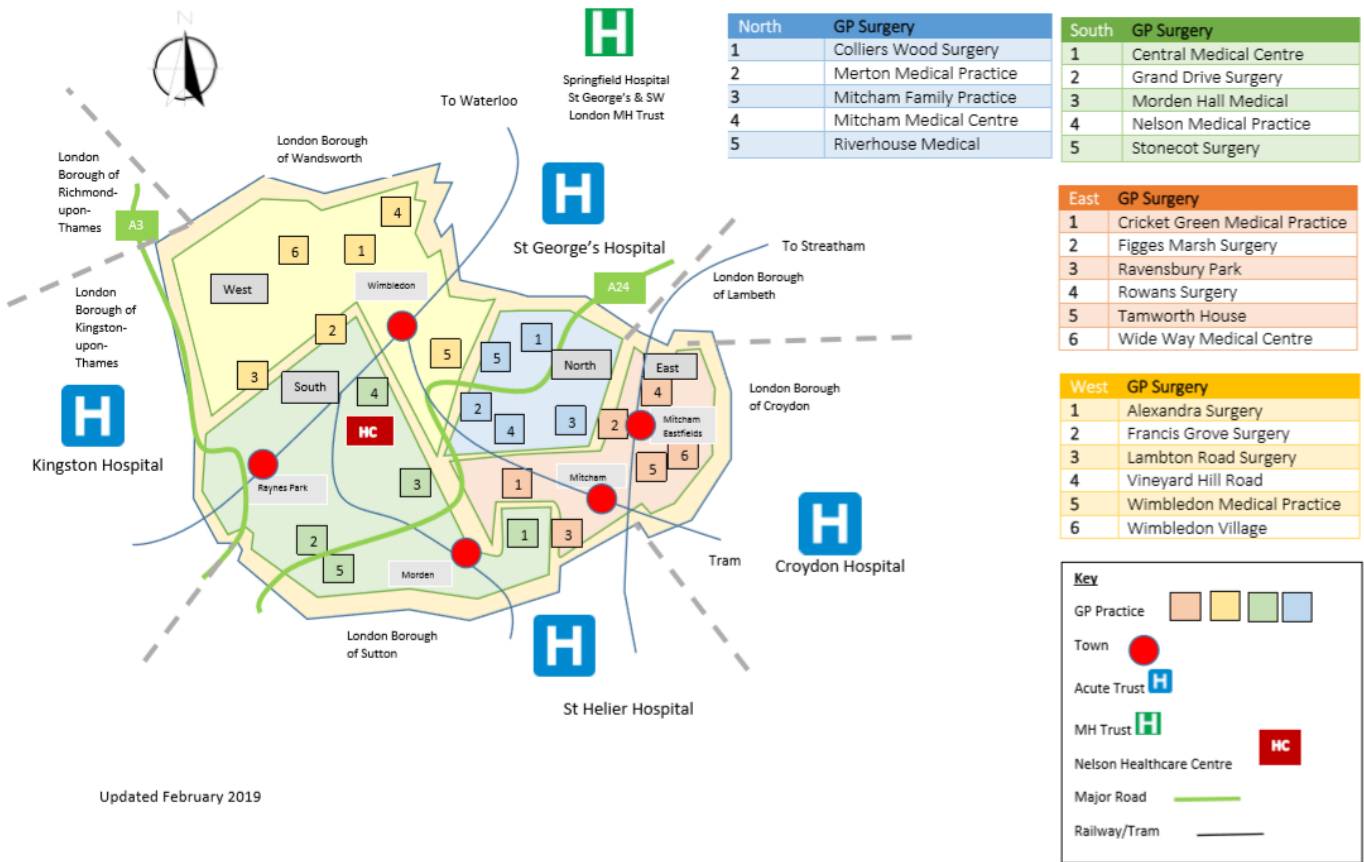 N
Springfield Hospital
St George's & SW
London MH Trust
To Waterloo
London Borough
of Wandsworth
London
Borough of
Richmond-
upon-
Thames
A3
4
6
1
St George's Hospital
To Streatham
West
Wimbledon
A24
London Borough
of Lambeth
London
Borough of
Kingston-
upon-
Thames
2
5
5
1
North
East
3
South
4
4
London Borough
of Croydon
HC
2
4
3
2
Mitcham
Eastfields
Kingston Hospital
Raynes Park
3
1
Mitcham
5
6
2
5
Morden
1
3
Tram
Croydon Hospital
London Borough
of Sutton
St Helier Hospital
Updated February 2019
North GP Surgery
1 Colliers Wood Surgery
2 Merton Medical Practice
3 Mitcham Family Practice
4 Mitcham Medical Centre
5 Riverhouse Medical
South GP Surgery
1 Central Medical Centre
2 Grand Drive Surgery
3 Morden Hall Medical
4 Nelson Medical Practice
5 Stonecot Surgery
East GP Surgery
1 Cricket Green Medical Practice
2 Figges Marsh Surgery
3 Ravensbury Park
4 Rowans Surgery
5 Tamworth House
6 Wide Way Medical Centre
West GP Surgery
1 Alexandra Surgery
2 Francis Grove Surgery
3 Lambton Road Surgery
4 Vineyard Hill Road
5 Wimbledon Medical Practice
6 Wimbledon Village
Key
GP Practice
Town
Acute Trust H
MH Trust H
Nelson Healthcare Centre HC
Major Road
Railway/Tram
H
H
H
H
H